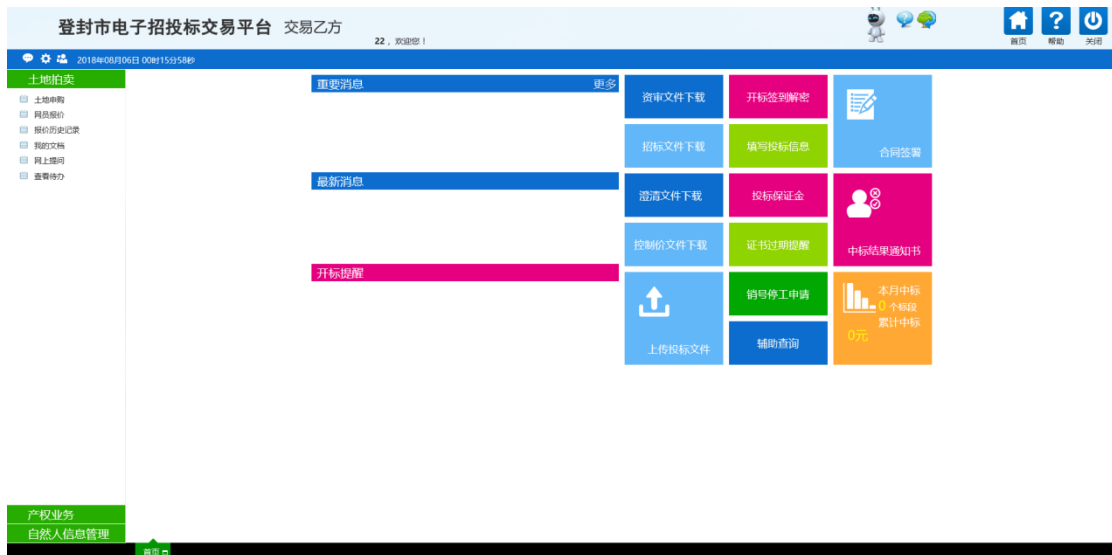 登封市电子招投标交易平台 交易乙方
22，欢迎您！
首页
帮助
关闭
2018年08月06日 00时15分58秒
土地拍卖
土地申购
网员报价
报价历史记录
我的文档
网上提问
查看待办
产权业务
自然人信息管理
重要消息 更多
最新消息
开标提醒
资审文件下载
开标签到解密
合同签署
招标文件下载
填写投标信息
澄清文件下载
投标保证金
中标结果通知书
控制价文件下载
证书过期提醒
上传投标文件
销号停工申请
本月中标
0 个标段
累计中标
0元
辅助查询
首页